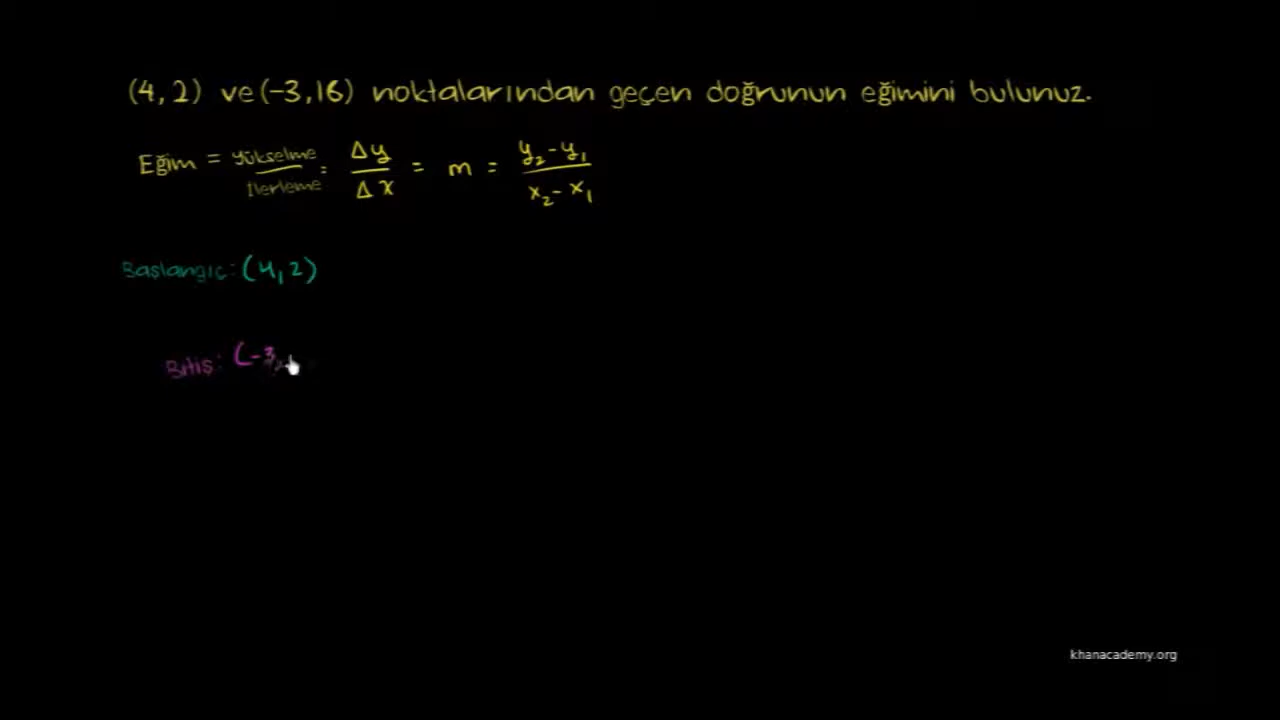 (4, 2) ve (-3, 16) noktalarından geçen doğrunun eğimini bulunuz.
Eğim = yükselme / ilerleme = Δy / Δx = m = y₂ - y₁ / x₂ - x₁
Başlangıç: (4, 2)
Bitiş: (-3,
khanacademy.org